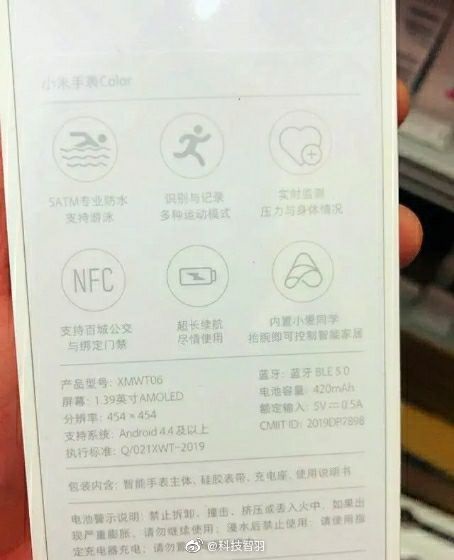 小米手表Color
5ATM专业防水
支持游泳
识别与记录
多种运动模式
实时监测
压力与身体情况
NFC
支持百城公交
与绑定门禁
超长续航
尽情使用
内置小爱同学
抬腕即可控制智能家居
产品型号: XMWT06
屏幕: 1.39英寸AMOLED
分辨率: 454 × 454
支持系统: Android 4.4 及以上
执行标准: Q/021XWT-2019
蓝牙: 蓝牙 BLE 5.0
电池容量: 420mAh
额定输入: 5V⎓0.5A
CMIIT ID: 2019DP7898
包装内含: 智能手表主体、硅胶表带、充电座、使用说明书
电池警示说明: 禁止拆卸、撞击、挤压或丢入火中, 如果出
现严重膨胀, 请勿继续使用; 浸水后禁止使用。请使用指
定充电器充电; 请勿置
@科技智羽